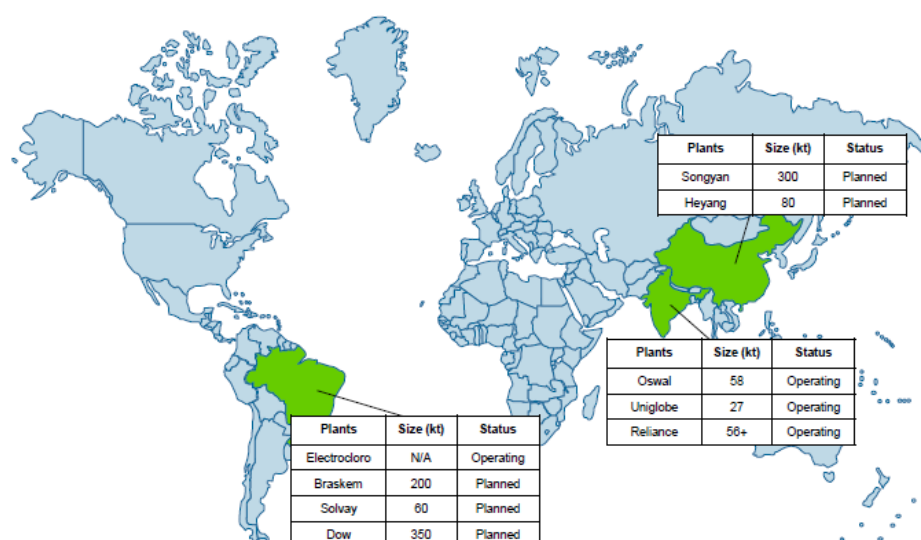 Plants Size (kt) Status
Songyan 300 Planned
Heyang 80 Planned
Plants Size (kt) Status
Oswal 58 Operating
Uniglobe 27 Operating
Reliance 56+ Operating
Plants Size (kt) Status
Electrocloro N/A Operating
Braskem 200 Planned
Solvay 60 Planned
Dow 350 Planned